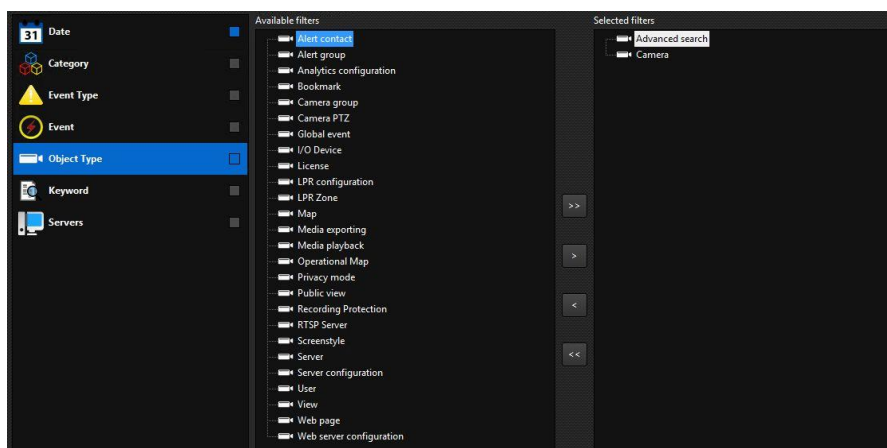 31 Date
Category
Event Type
Event
Object Type
Keyword
Servers
Available filters
Alert contact
Alert group
Analytics configuration
Bookmark
Camera group
Camera PTZ
Global event
I/O Device
License
LPR configuration
LPR Zone
Map
Media exporting
Media playback
Operational Map
Privacy mode
Public view
Recording Protection
RTSP Server
Screenstyle
Server
Server configuration
User
View
Web page
Web server configuration
>>
>
<
<<
Selected filters
Advanced search
Camera